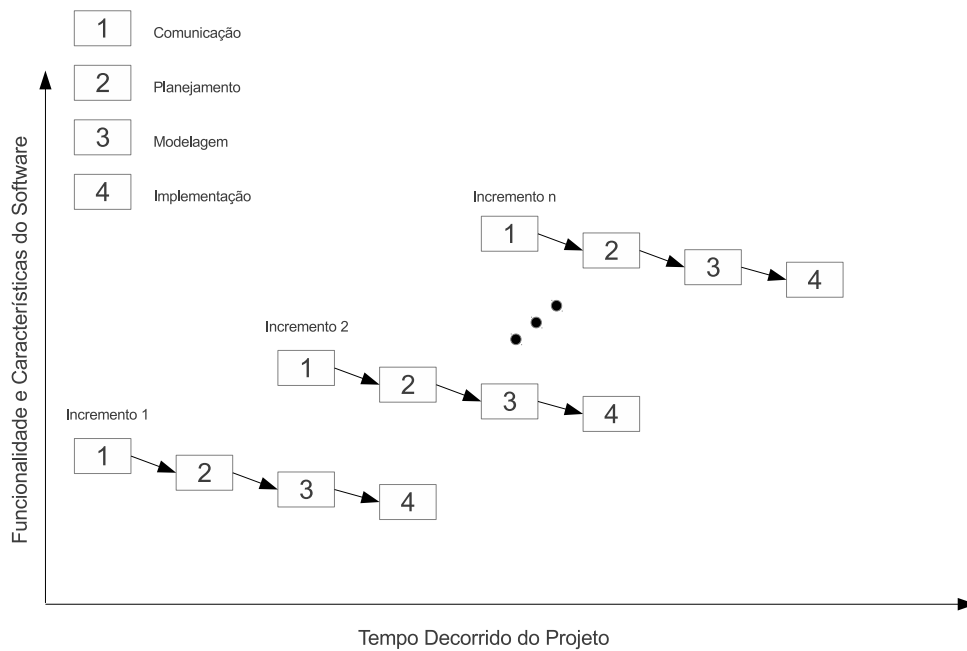 1 Comunicação
2 Planejamento
3 Modelagem
4 Implementação
Funcionalidade e Características do Software
Incremento n
1 2 3 4
Incremento 2
1 2 3 4
Incremento 1
1 2 3 4
Tempo Decorrido do Projeto